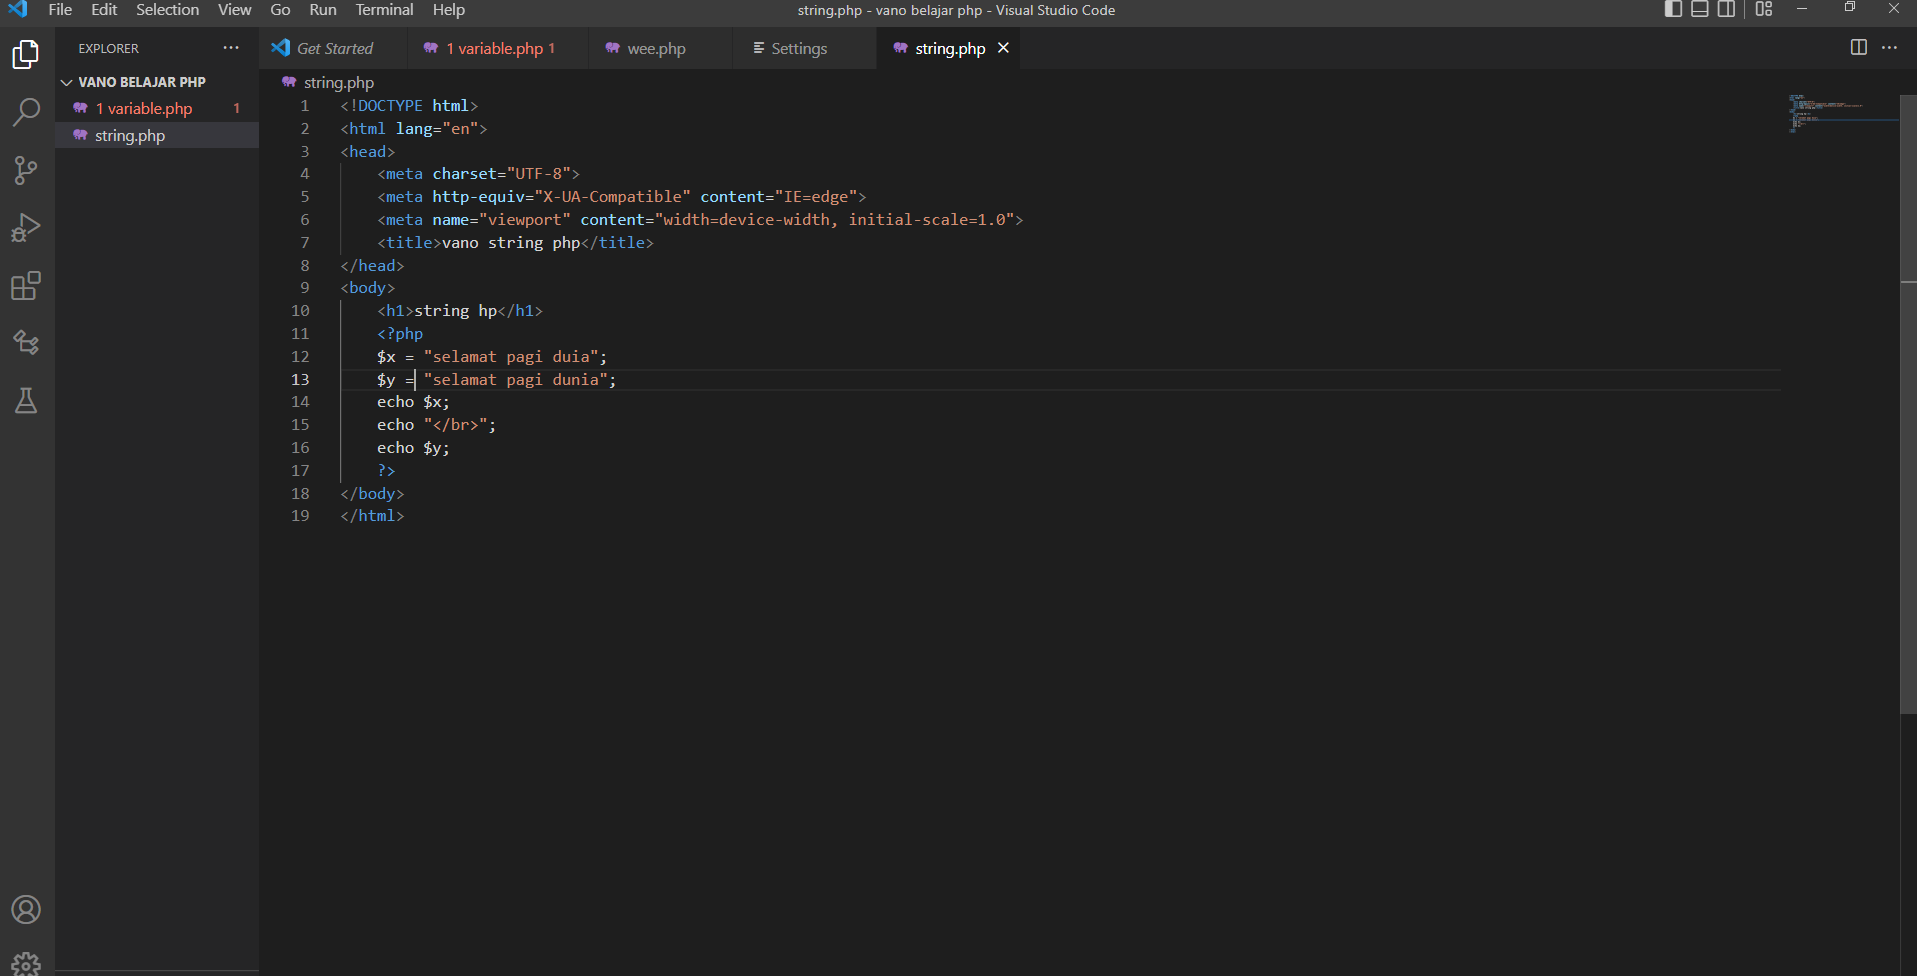 File Edit Selection View Go Run Terminal Help
string.php - vano belajar php - Visual Studio Code
EXPLORER
Get Started
1 variable.php 1
wee.php
Settings
string.php
VANO BELAJAR PHP
1 variable.php 1
string.php
string.php
1 <!DOCTYPE html>
2 <html lang="en">
3 <head>
4 <meta charset="UTF-8">
5 <meta http-equiv="X-UA-Compatible" content="IE=edge">
6 <meta name="viewport" content="width=device-width, initial-scale=1.0">
7 <title>vano string php</title>
8 </head>
9 <body>
10 <h1>string hp</h1>
11 <?php
12 $x = "selamat pagi duia";
13 $y = "selamat pagi dunia";
14 echo $x;
15 echo "</br>";
16 echo $y;
17 ?>
18 </body>
19 </html>